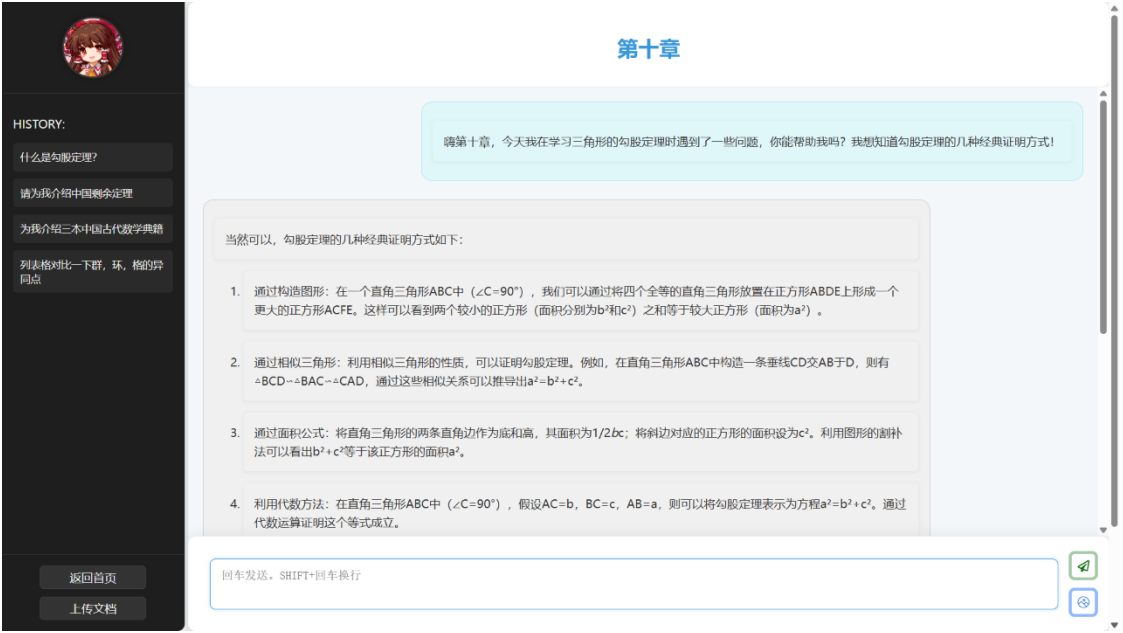 HISTORY:
什么是勾股定理?
请为我介绍中国剩余定理
为我介绍三本中国古代数学典籍
列表格对比一下群，环，格的异
同点
返回首页
上传文档
第十章
嗨第十章，今天我在学习三角形的勾股定理时遇到了一些问题，你能帮助我吗？我想知道勾股定理的几种经典证明方式！
当然可以，勾股定理的几种经典证明方式如下：
1. 通过构造图形：在一个直角三角形ABC中（∠C=90°），我们可以通过将四个全等的直角三角形放置在正方形ABDE上形成一个
更大的正方形ACFE。这样可以看到两个较小的正方形（面积分别为b²和c²）之和等于较大正方形（面积为a²）。
2. 通过相似三角形：利用相似三角形的性质，可以证明勾股定理。例如，在直角三角形ABC中构造一条垂线CD交AB于D，则有
△BCD∽△BAC∽△CAD，通过这些相似关系可以推导出a²=b²+c²。
3. 通过面积公式：将直角三角形的两条直角边作为底和高，其面积为1/2bc；将斜边对应的正方形的面积设为c²。利用图形的割补
法可以看出b²+c²等于该正方形的面积a²。
4. 利用代数方法：在直角三角形ABC中（∠C=90°），假设AC=b，BC=c，AB=a，则可以将勾股定理表示为方程a²=b²+c²。通过
代数运算证明这个等式成立。
回车发送。SHIFT+回车换行